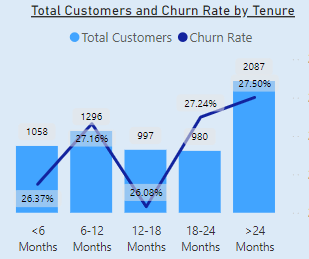 Total Customers and Churn Rate by Tenure
Total Customers Churn Rate
2087
1296
27.24%
27.50%
1058
27.16%
997
980
26.37%
26.08%
<6 6-12 12-18 18-24 >24
Months Months Months Months Months